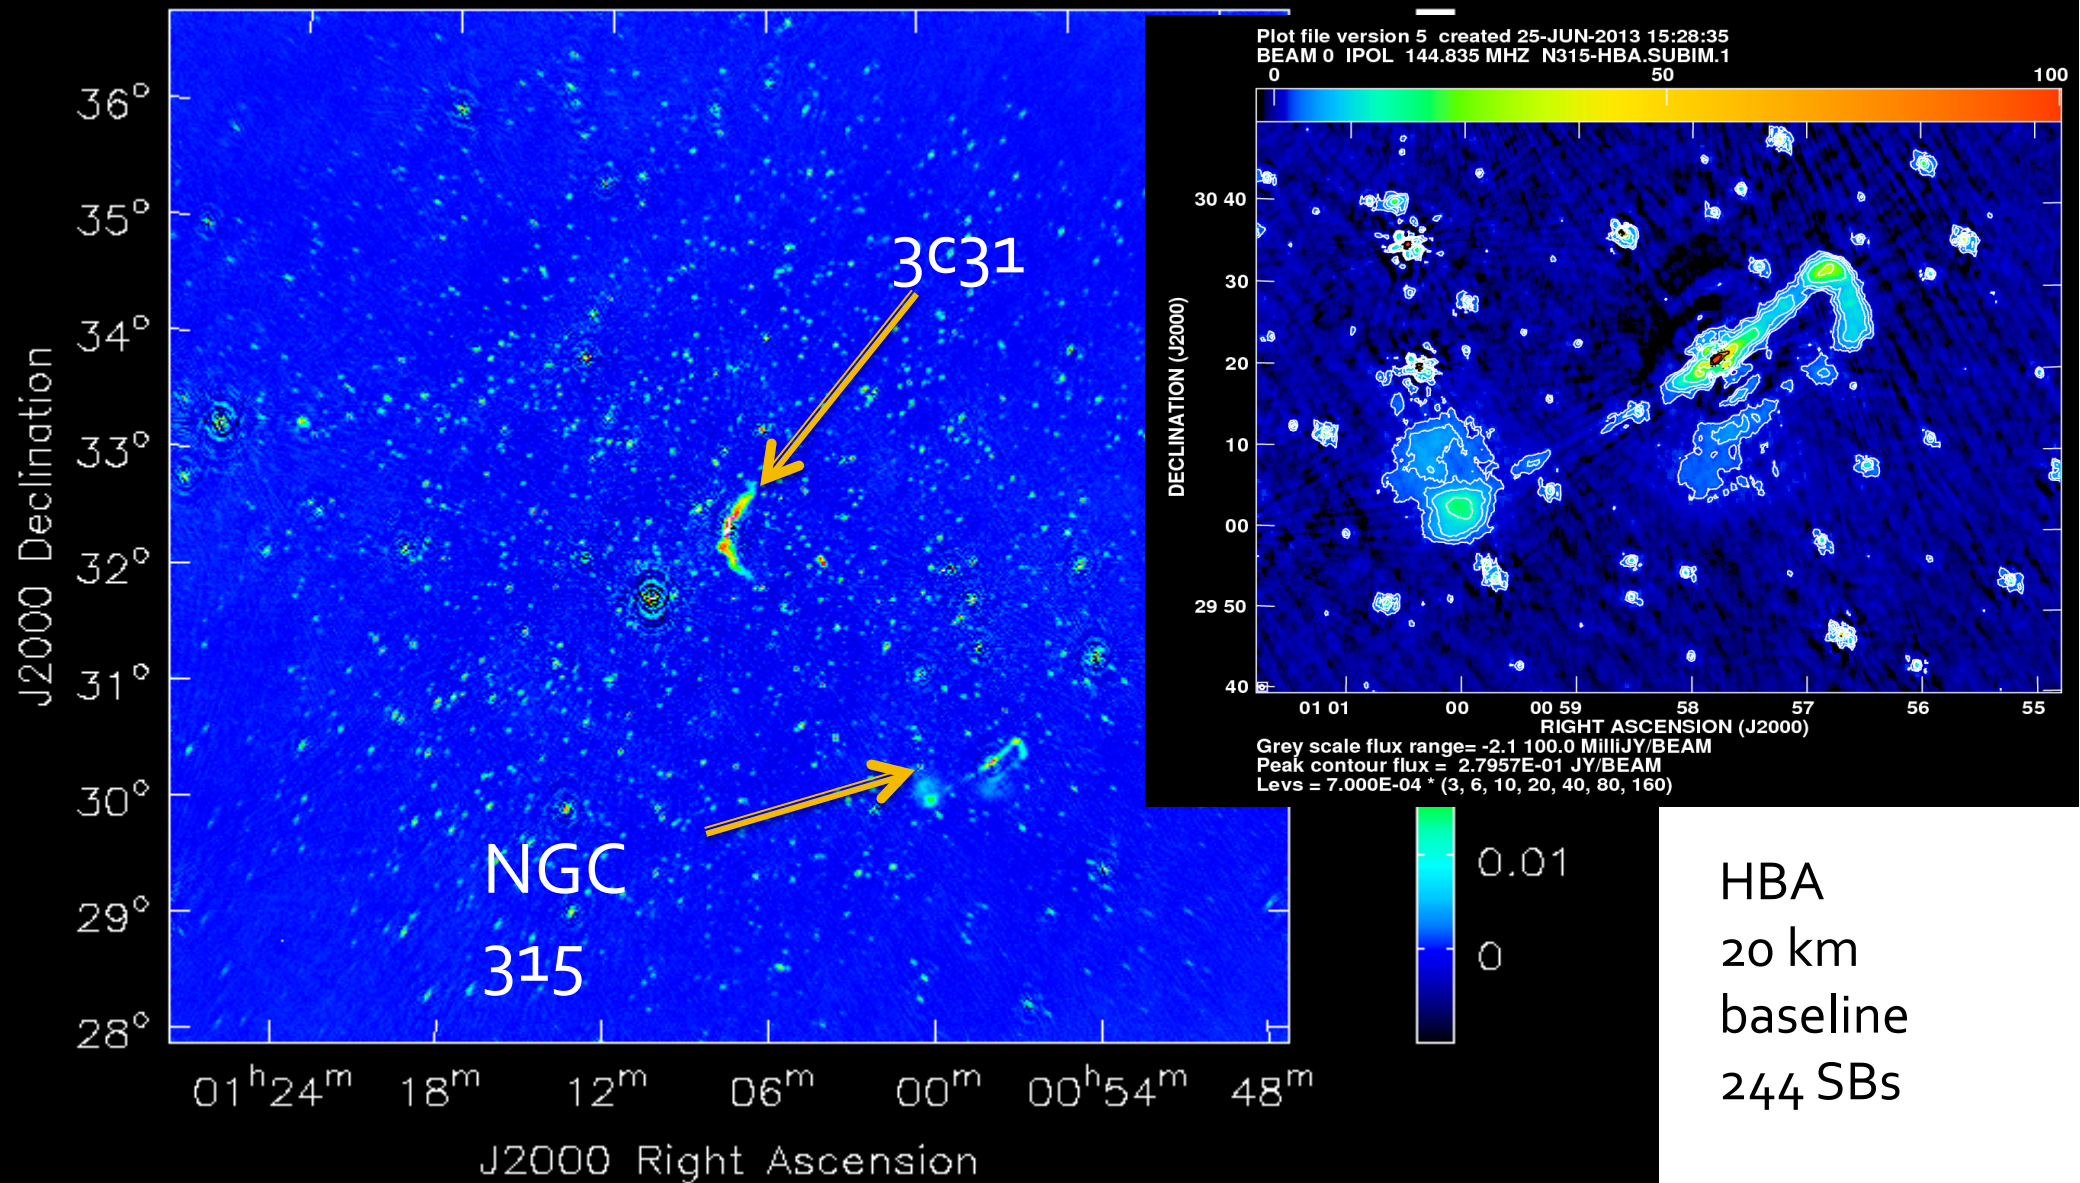 36°
35°
34°
33°
32°
31°
30°
29°
28°
J2000 Declination
01ʰ24ᵐ 18ᵐ 12ᵐ 06ᵐ 00ᵐ 00ʰ54ᵐ 48ᵐ
J2000 Right Ascension
3C31
NGC
315
Plot file version 5 created 25-JUN-2013 15:28:35
BEAM 0 IPOL 144.835 MHZ N315-HBA.SUBIM.1
0 50 100
30 40
30
20
10
00
29 50
40
DECLINATION (J2000)
01 01 00 00 59 58 57 56 55
RIGHT ASCENSION (J2000)
Grey scale flux range= -2.1 100.0 MilliJY/BEAM
Peak contour flux = 2.7957E-01 JY/BEAM
Levs = 7.000E-04 * (3, 6, 10, 20, 40, 80, 160)
0.01
0
HBA
20 km
baseline
244 SBs